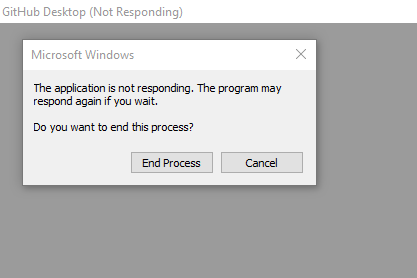 GitHub Desktop (Not Responding)
Microsoft Windows
The application is not responding. The program may
respond again if you wait.
Do you want to end this process?
End Process
Cancel